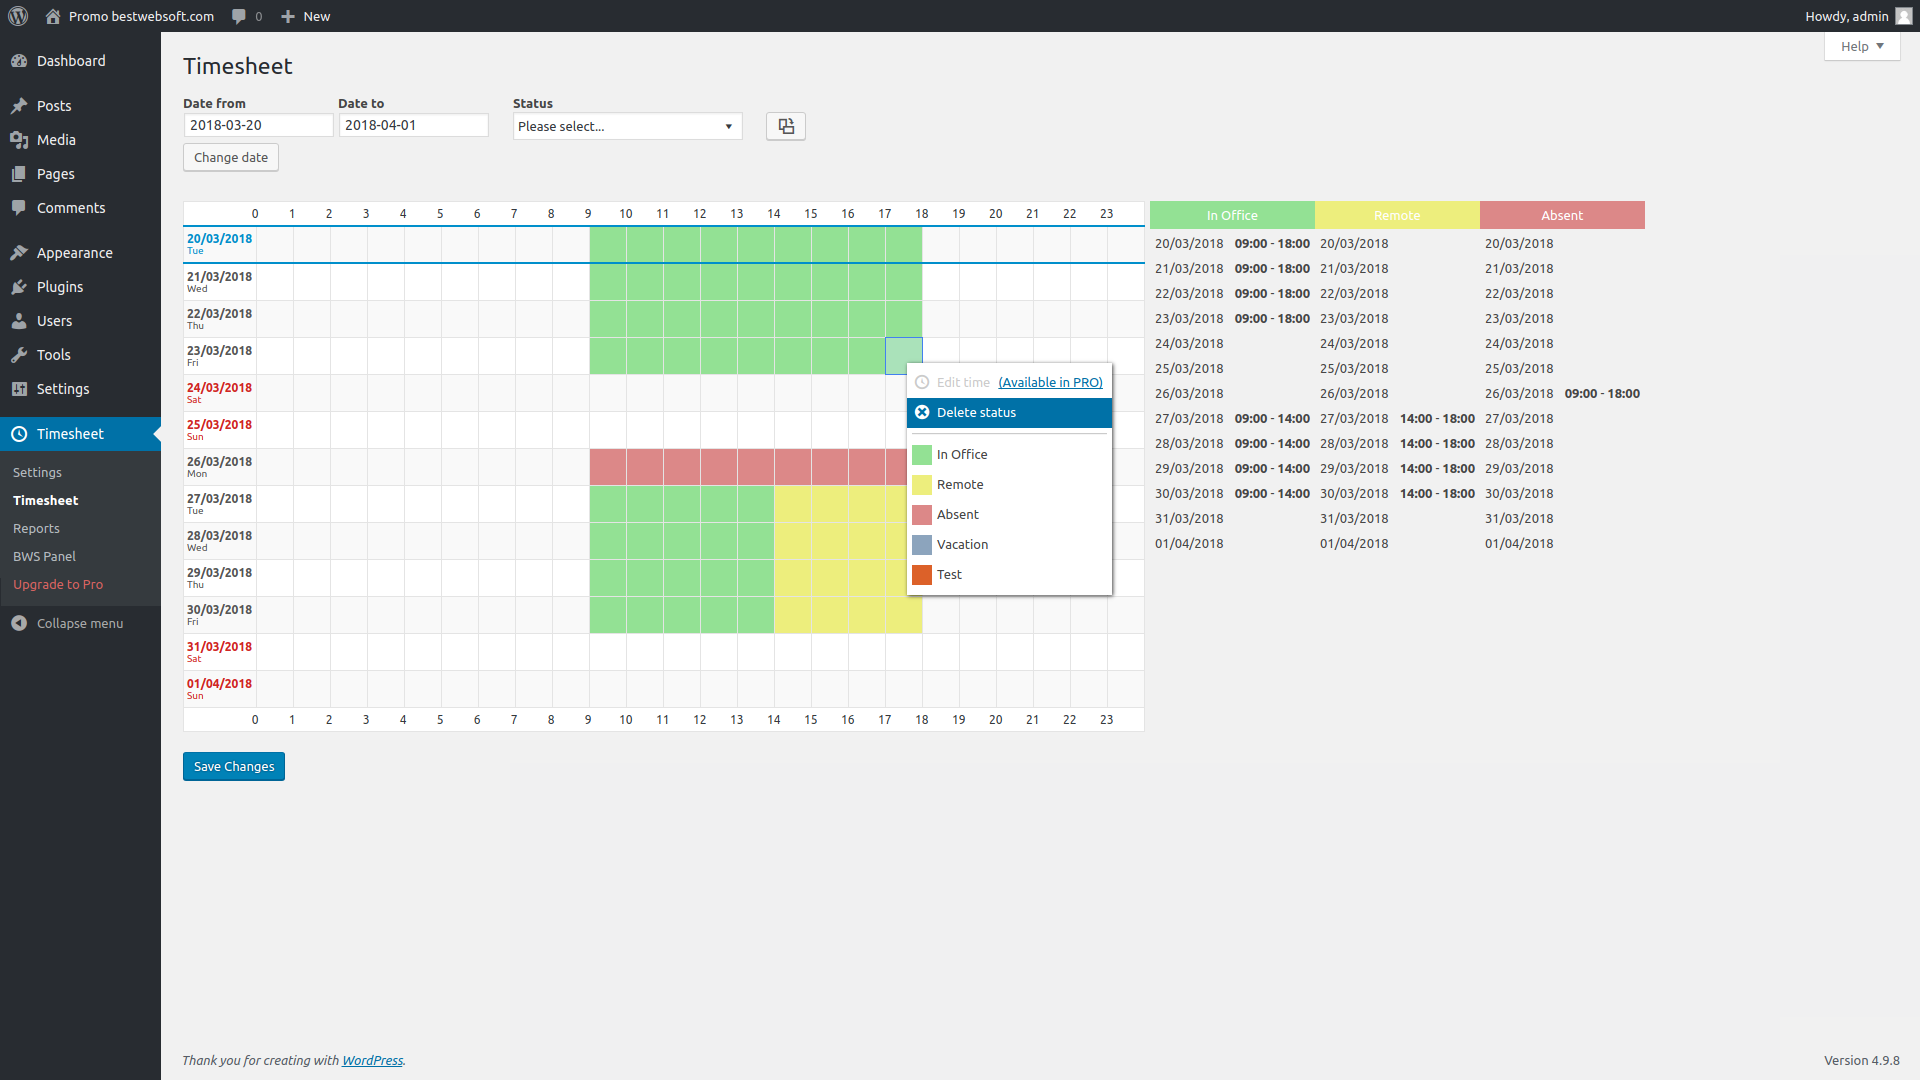 Promo bestwebsoft.com 0 New Howdy, admin
Help
Dashboard
Posts
Media
Pages
Comments
Appearance
Plugins
Users
Tools
Settings
Timesheet
Settings
Timesheet
Reports
BWS Panel
Upgrade to Pro
Collapse menu
Timesheet
Date from Date to Status
2018-03-20 2018-04-01 Please select...
Change date
0 1 2 3 4 5 6 7 8 9 10 11 12 13 14 15 16 17 18 19 20 21 22 23
20/03/2018
Tue
21/03/2018
Wed
22/03/2018
Thu
23/03/2018
Fri
24/03/2018
Sat
25/03/2018
Sun
26/03/2018
Mon
27/03/2018
Tue
28/03/2018
Wed
29/03/2018
Thu
30/03/2018
Fri
31/03/2018
Sat
01/04/2018
Sun
0 1 2 3 4 5 6 7 8 9 10 11 12 13 14 15 16 17 18 19 20 21 22 23
Edit time (Available in PRO)
Delete status
In Office
Remote
Absent
Vacation
Test
In Office Remote Absent
20/03/2018 09:00 - 18:00 20/03/2018 20/03/2018
21/03/2018 09:00 - 18:00 21/03/2018 21/03/2018
22/03/2018 09:00 - 18:00 22/03/2018 22/03/2018
23/03/2018 09:00 - 18:00 23/03/2018 23/03/2018
24/03/2018 24/03/2018 24/03/2018
25/03/2018 25/03/2018 25/03/2018
26/03/2018 26/03/2018 26/03/2018 09:00 - 18:00
27/03/2018 09:00 - 14:00 27/03/2018 14:00 - 18:00 27/03/2018
28/03/2018 09:00 - 14:00 28/03/2018 14:00 - 18:00 28/03/2018
29/03/2018 09:00 - 14:00 29/03/2018 14:00 - 18:00 29/03/2018
30/03/2018 09:00 - 14:00 30/03/2018 14:00 - 18:00 30/03/2018
31/03/2018 31/03/2018 31/03/2018
01/04/2018 01/04/2018 01/04/2018
Save Changes
Thank you for creating with WordPress. Version 4.9.8